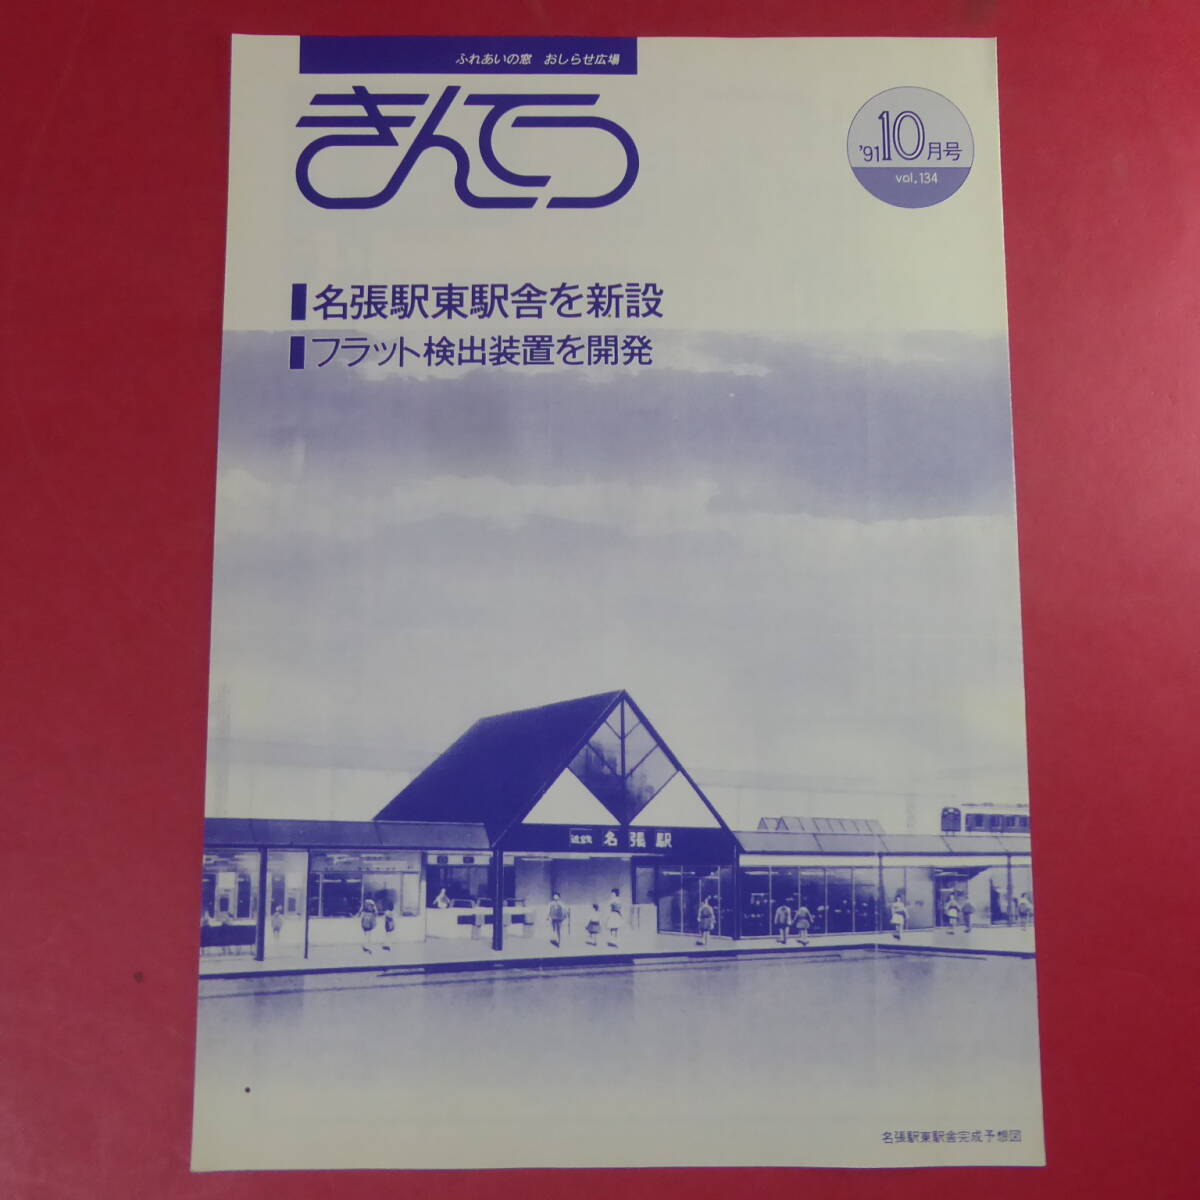 ふれあいの窓 おしらせ広場
きんてつ
'91 10月号
vol.134
名張駅東駅舎を新設
フラット検出装置を開発
近鉄 名張駅
名張駅東駅舎完成予想図